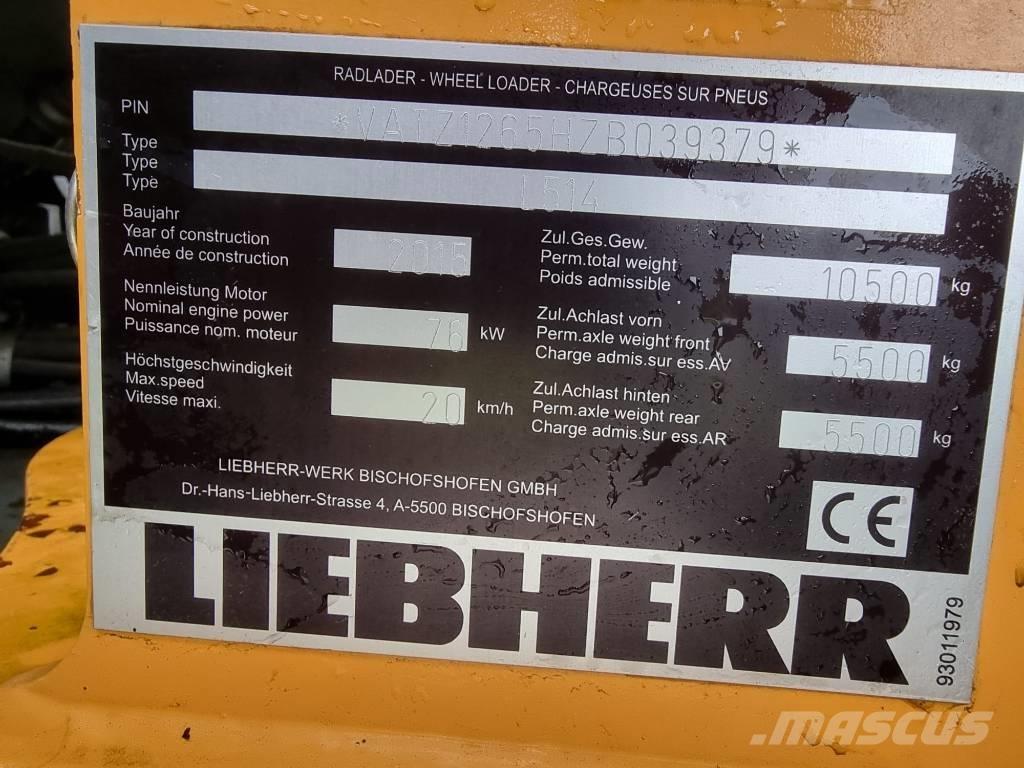 RADLADER - WHEEL LOADER - CHARGEUSES SUR PNEUS
PIN *VATZ1265HZB039379*
Type
Type L514
Type
Baujahr
Year of construction 2015
Année de construction
Zul.Ges.Gew.
Perm.total weight 10500 kg
Poids admissible
Nennleistung Motor
Nominal engine power 76 kW
Puissance nom. moteur
Zul.Achlast vorn
Perm.axle weight front 5500 kg
Charge admis.sur ess.AV
Höchstgeschwindigkeit
Max.speed 20 km/h
Vitesse maxi.
Zul.Achlast hinten
Perm.axle weight rear 5500 kg
Charge admis.sur ess.AR
LIEBHERR-WERK BISCHOFSHOFEN GMBH
Dr.-Hans-Liebherr-Strasse 4, A-5500 BISCHOFSHOFEN
CE
LIEBHERR
93011979
MASCUS